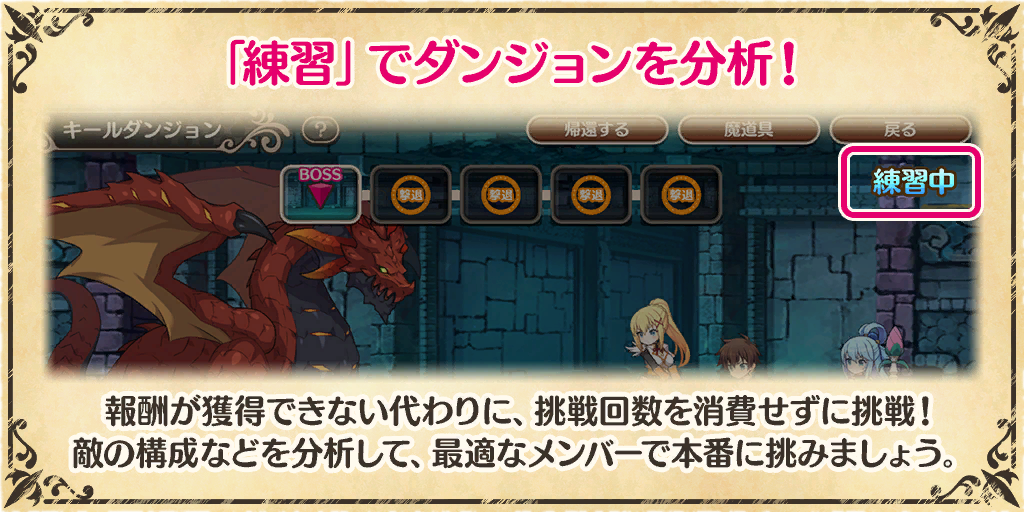 「練習」でダンジョンを分析！
キールダンジョン ? 帰還する 魔道具 戻る
BOSS 撃退 撃退 撃退 撃退 練習中
報酬が獲得できない代わりに、挑戦回数を消費せずに挑戦！
敵の構成などを分析して、最適なメンバーで本番に挑みましょう。